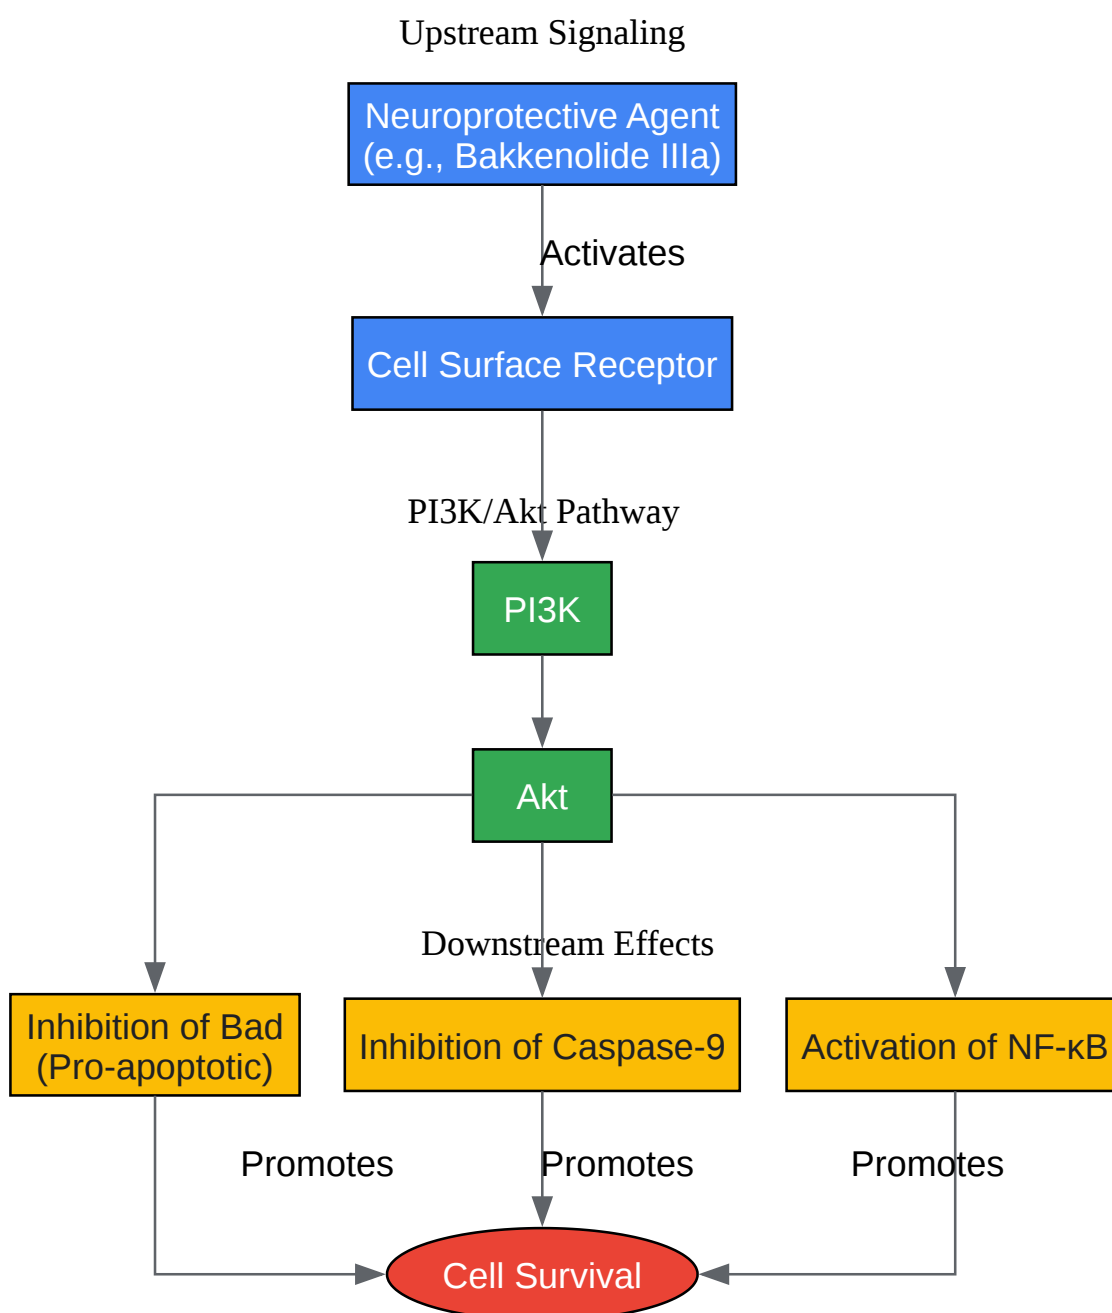 Upstream Signaling
Neuroprotective Agent
(e.g., Bakkenolide IIIa)
Activates
Cell Surface Receptor
PI3K/Akt Pathway
PI3K
Akt
Downstream Effects
Inhibition of Bad
(Pro-apoptotic)
Inhibition of Caspase-9
Activation of NF-κB
Promotes
Promotes
Promotes
Cell Survival